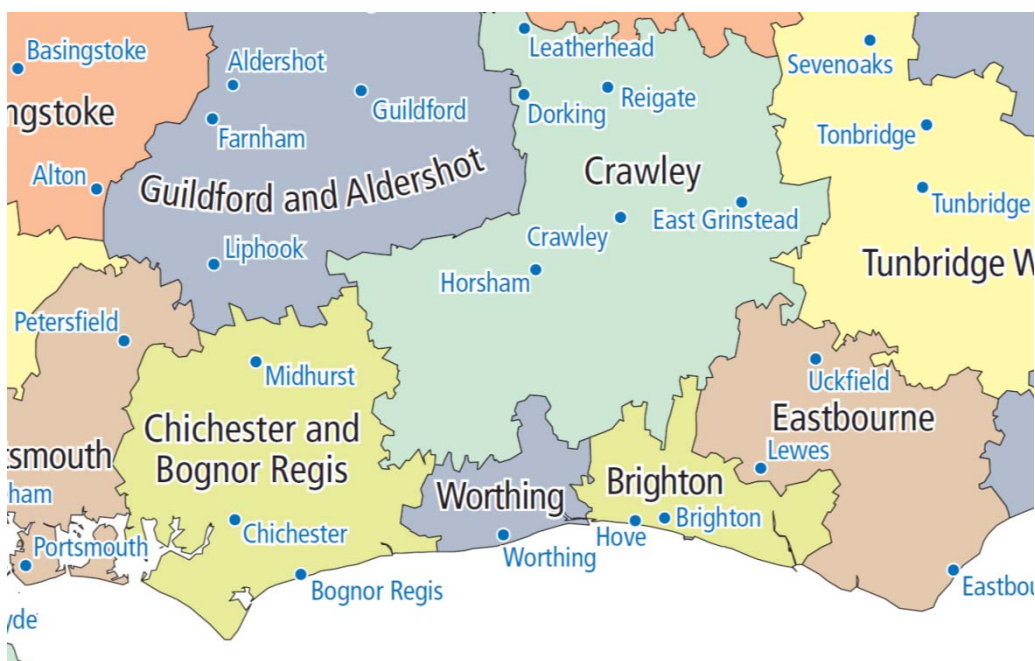 Basingstoke
Aldershot
Leatherhead
Sevenoaks
ngstoke
Guildford
Dorking
Reigate
Farnham
Tonbridge
Alton
Guildford and Aldershot
Crawley
Tunbridge
East Grinstead
Crawley
Liphook
Horsham
Tunbridge W
Petersfield
Midhurst
Uckfield
Chichester and
Bognor Regis
Eastbourne
tsmouth
Lewes
ham
Worthing
Brighton
Chichester
Brighton
Hove
Portsmouth
Worthing
Bognor Regis
Eastbou
yde